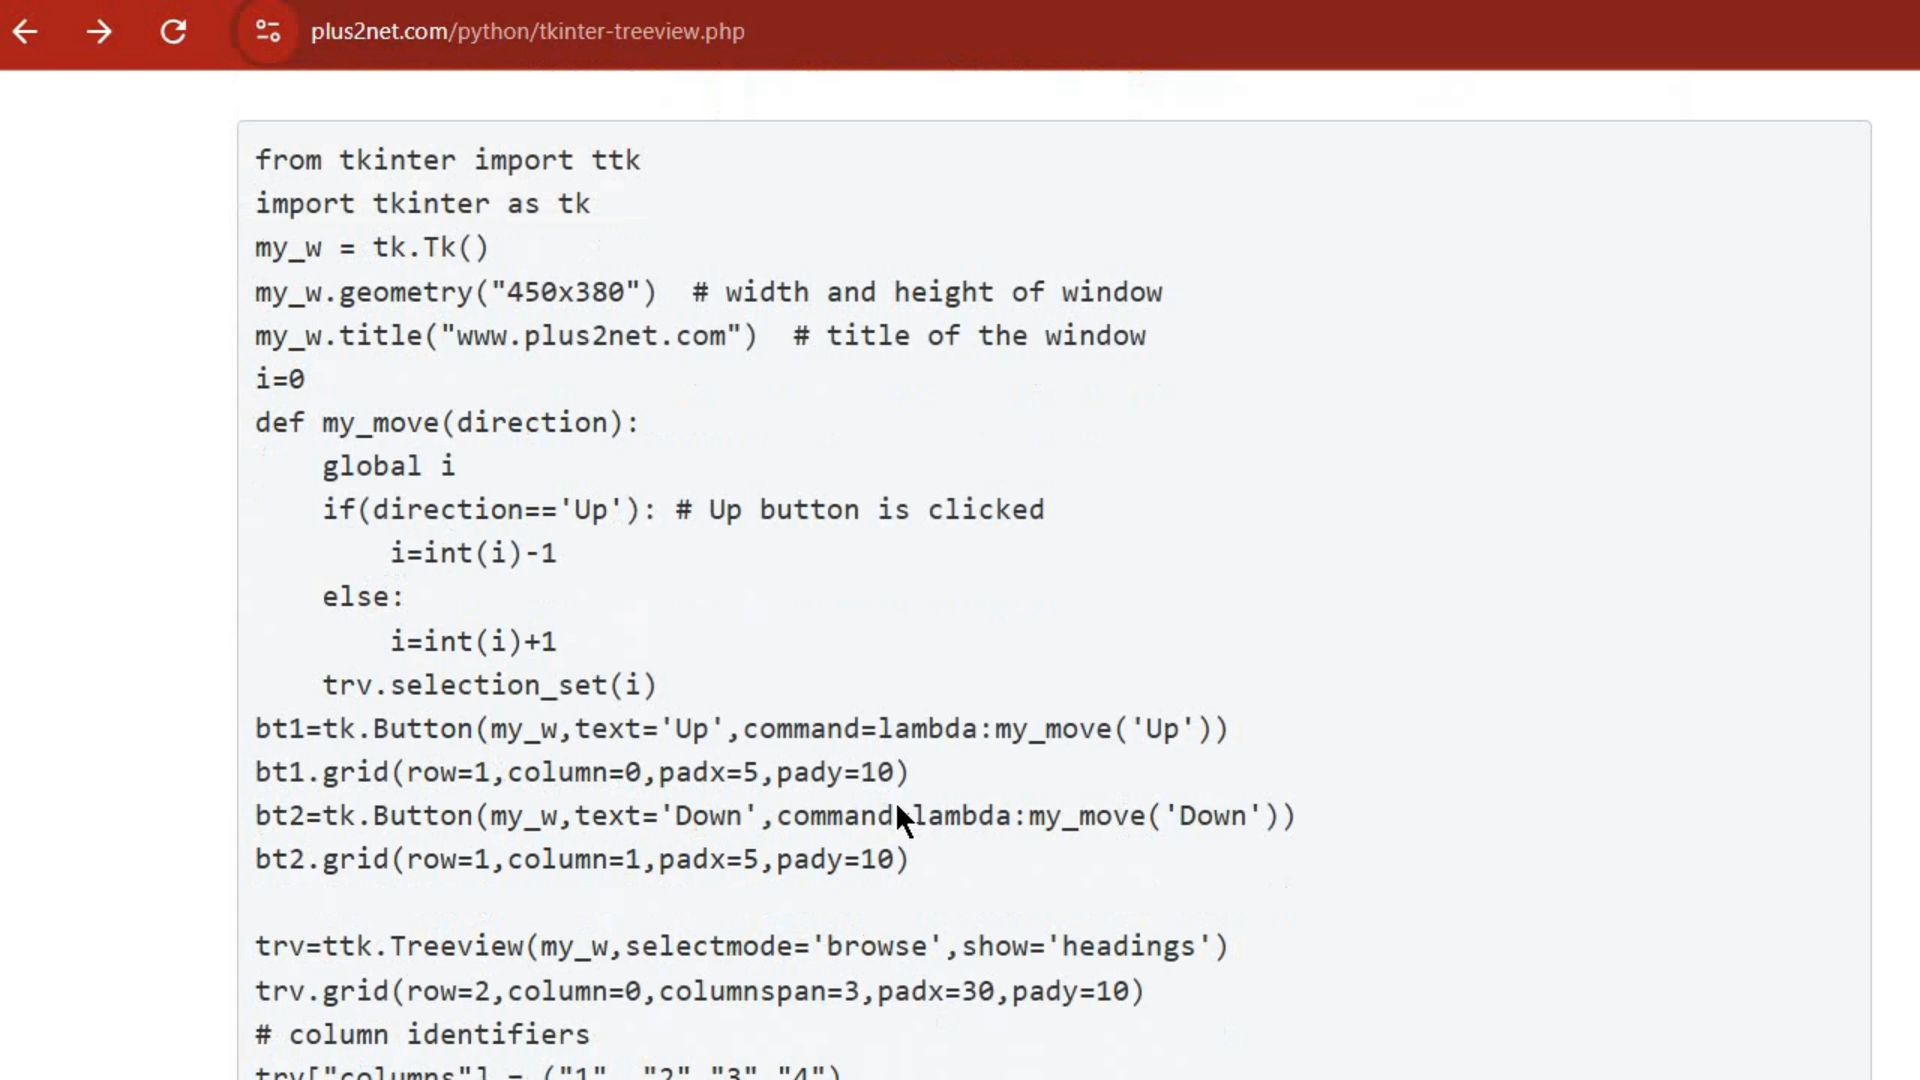 plus2net.com/python/tkinter-treeview.php
from tkinter import ttk
import tkinter as tk
my_w = tk.Tk()
my_w.geometry("450x380")  # width and height of window
my_w.title("www.plus2net.com")  # title of the window
i=0
def my_move(direction):
    global i
    if(direction=='Up'): # Up button is clicked
        i=int(i)-1
    else:
        i=int(i)+1
    trv.selection_set(i)
bt1=tk.Button(my_w,text='Up',command=lambda:my_move('Up'))
bt1.grid(row=1,column=0,padx=5,pady=10)
bt2=tk.Button(my_w,text='Down',command=lambda:my_move('Down'))
bt2.grid(row=1,column=1,padx=5,pady=10)
trv=ttk.Treeview(my_w,selectmode='browse',show='headings')
trv.grid(row=2,column=0,columnspan=3,padx=30,pady=10)
# column identifiers
trv["columns"] = ("1", "2","3","4")